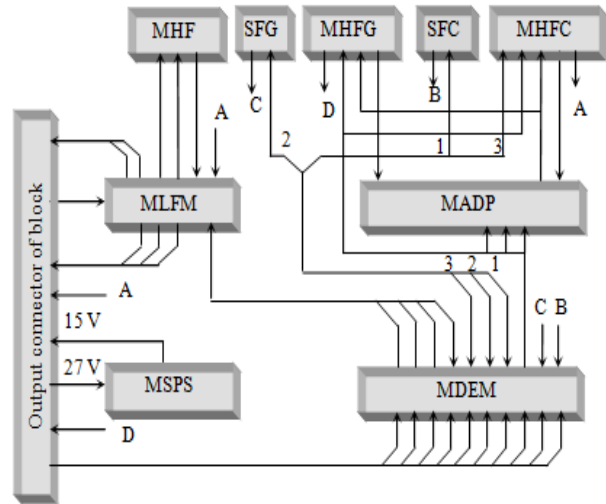 MHF
SFG
MHFG
SFC
MHFC
C
D
B
A
A
2
1
3
MLFM
MADP
Output connector of block
3 2 1
A
C B
15 V
27 V
MSPS
MDEM
D